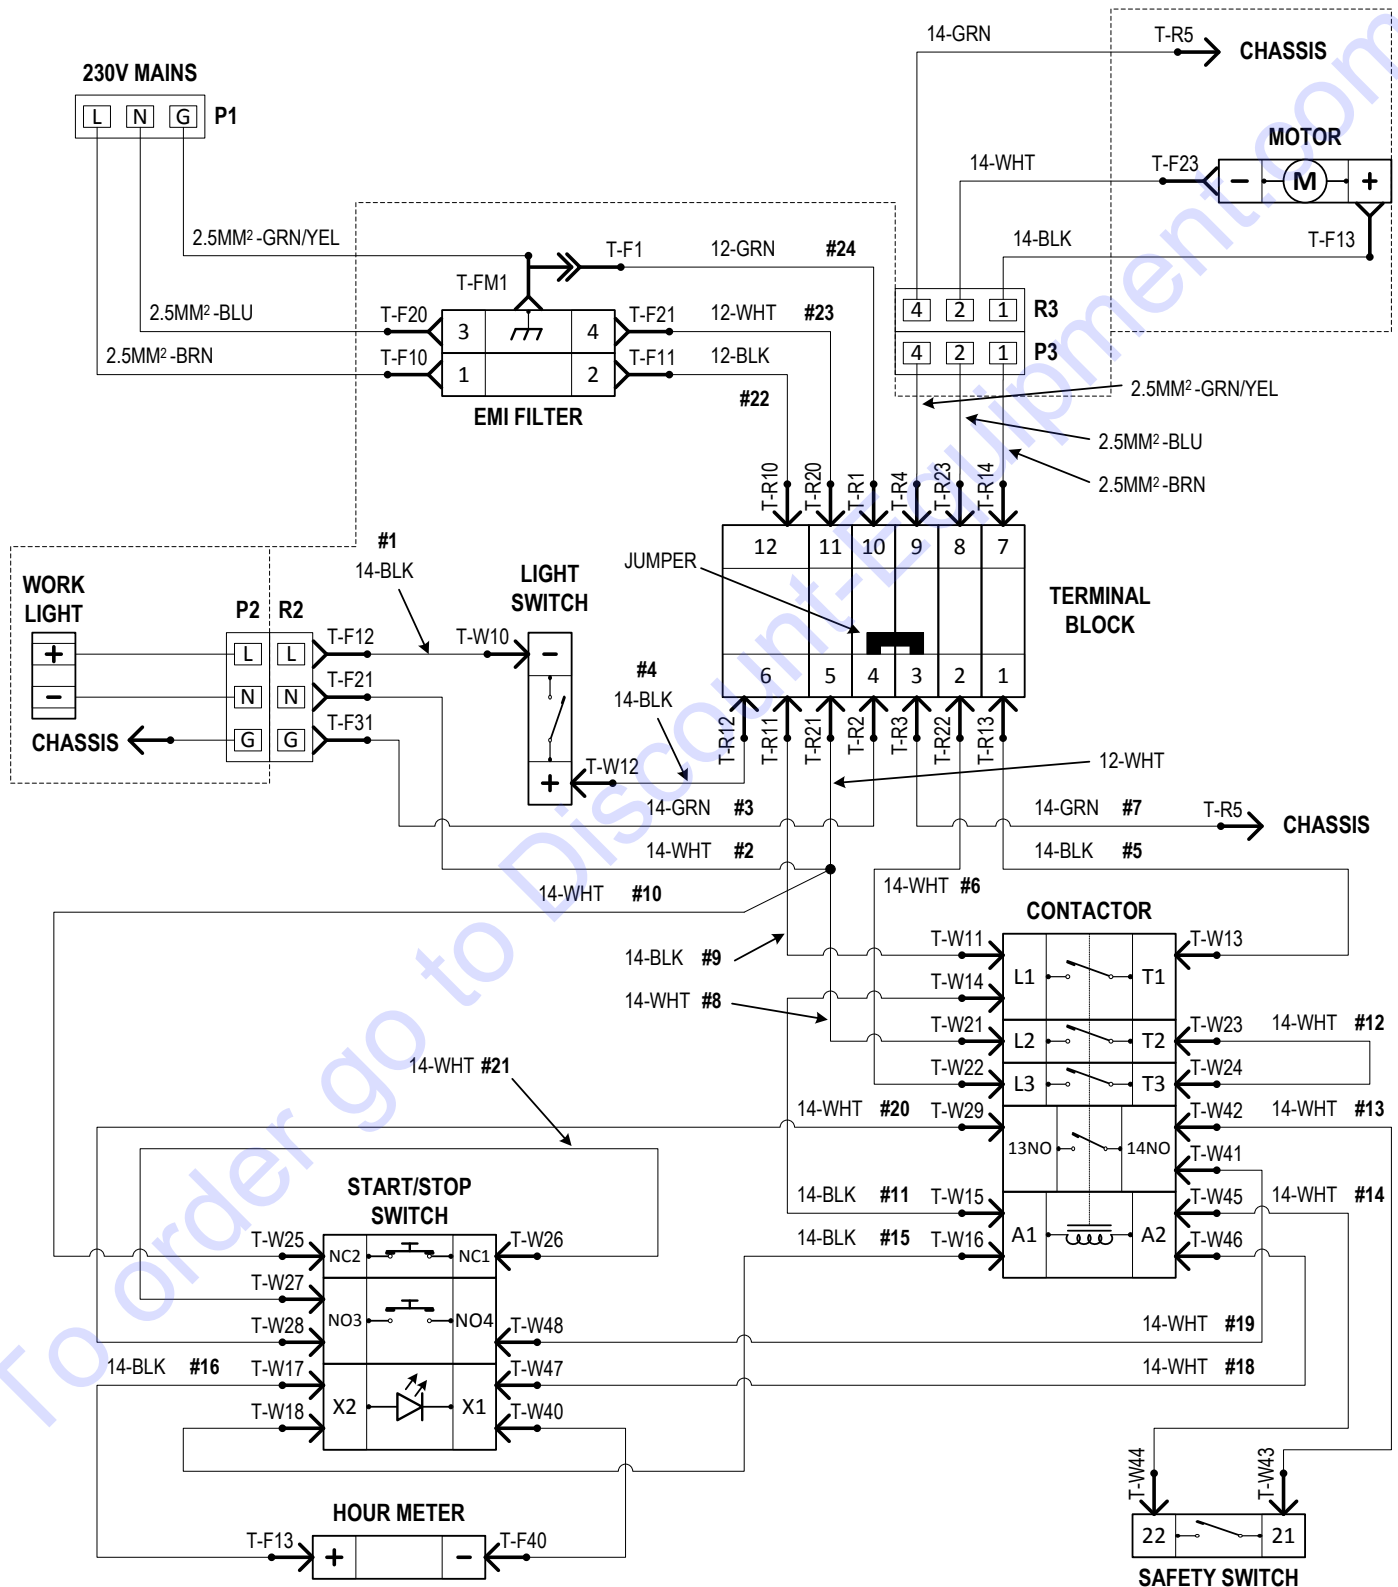 14-GRN
T-R5
CHASSIS
230V MAINS
L N G P1
MOTOR
14-WHT
T-F23
- M +
2.5MM²-GRN/YEL
T-F1
12-GRN #24
14-BLK
T-F13
T-FM1
2.5MM²-BLU
T-F20
3 4
T-F21
12-WHT #23
4 2 1 R3
2.5MM²-BRN
T-F10
1 2
T-F11
12-BLK
4 2 1 P3
#22
EMI FILTER
2.5MM²-GRN/YEL
2.5MM²-BLU
2.5MM²-BRN
T-R10
T-R20
T-R1
T-R4
T-R23
T-R14
12 11 10 9 8 7
#1
14-BLK
LIGHT
SWITCH
JUMPER
TERMINAL
BLOCK
WORK
LIGHT
P2 R2
T-F12
T-W10
+ L L
-
#4
14-BLK
6 5 4 3 2 1
T-F21
- N N
T-R12
T-R11
T-R21
T-R2
T-R3
T-R22
T-R13
T-F31
CHASSIS
G G
T-W12
+
12-WHT
14-GRN #3
14-GRN #7
T-R5
CHASSIS
14-WHT #2
14-BLK #5
14-WHT #10
14-WHT #6
CONTACTOR
14-BLK #9
T-W11
T-W13
L1 T1
T-W14
14-WHT #8
T-W21
L2 T2
T-W23
14-WHT #12
14-WHT #21
T-W22
L3 T3
T-W24
14-WHT #20
T-W29
T-W42
14-WHT #13
13NO 14NO
T-W41
START/STOP
SWITCH
14-BLK #11
T-W15
T-W45
14-WHT #14
A1 A2
14-BLK #15
T-W16
T-W46
T-W25
NC2 NC1
T-W26
T-W27
NO3 NO4
T-W28
T-W48
14-WHT #19
14-BLK #16
T-W17
T-W47
14-WHT #18
X2 X1
T-W18
T-W40
T-W44
T-W43
HOUR METER
T-F13
+ -
T-F40
22 21
SAFETY SWITCH
To order go to Discount-Equipment.com